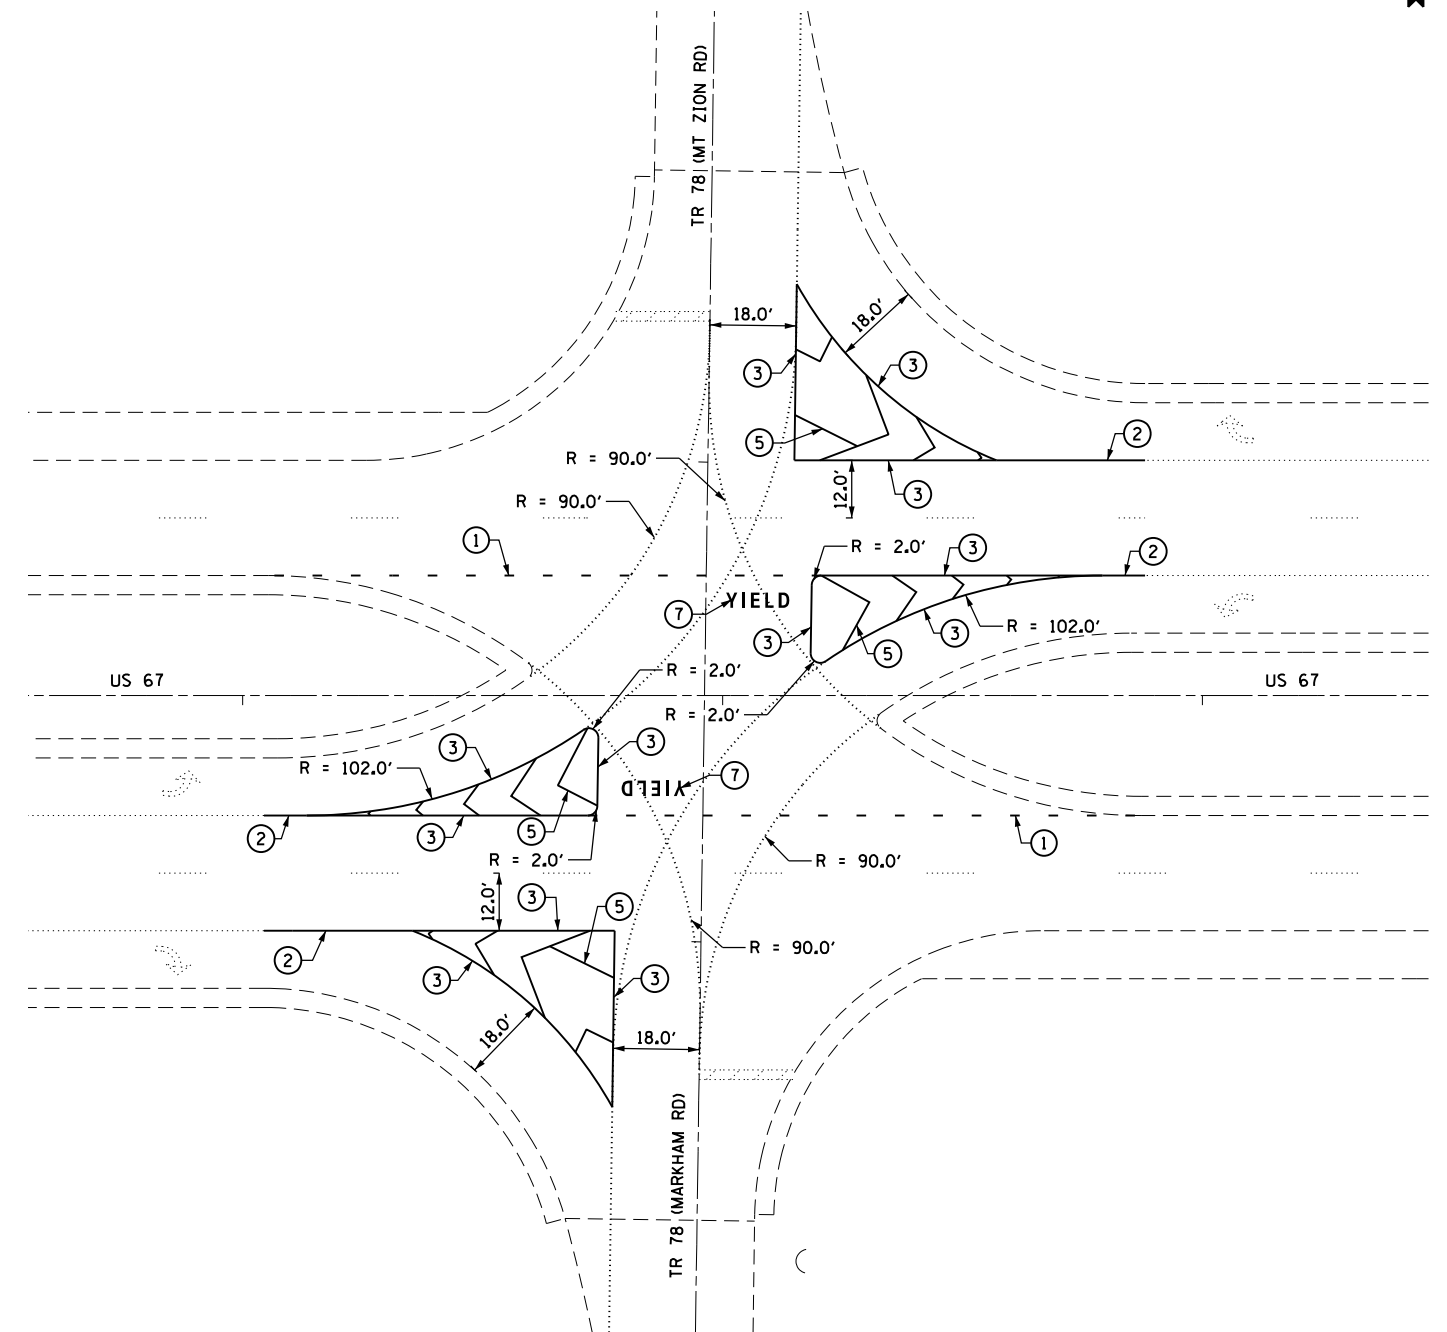 TR 78 (MT ZION RD)
18.0'
18.0'
3
3
5
2
R = 90.0'
3
12.0'
R = 90.0'
1
R = 2.0'
3
2
YIELD
7
3
3
R = 102.0'
5
R = 2.0'
US 67
US 67
R = 2.0'
3
3
R = 102.0'
7
YIELD
2
3
5
1
R = 2.0'
R = 90.0'
12.0'
3
5
2
R = 90.0'
3
3
18.0'
18.0'
TR 78 (MARKHAM RD)